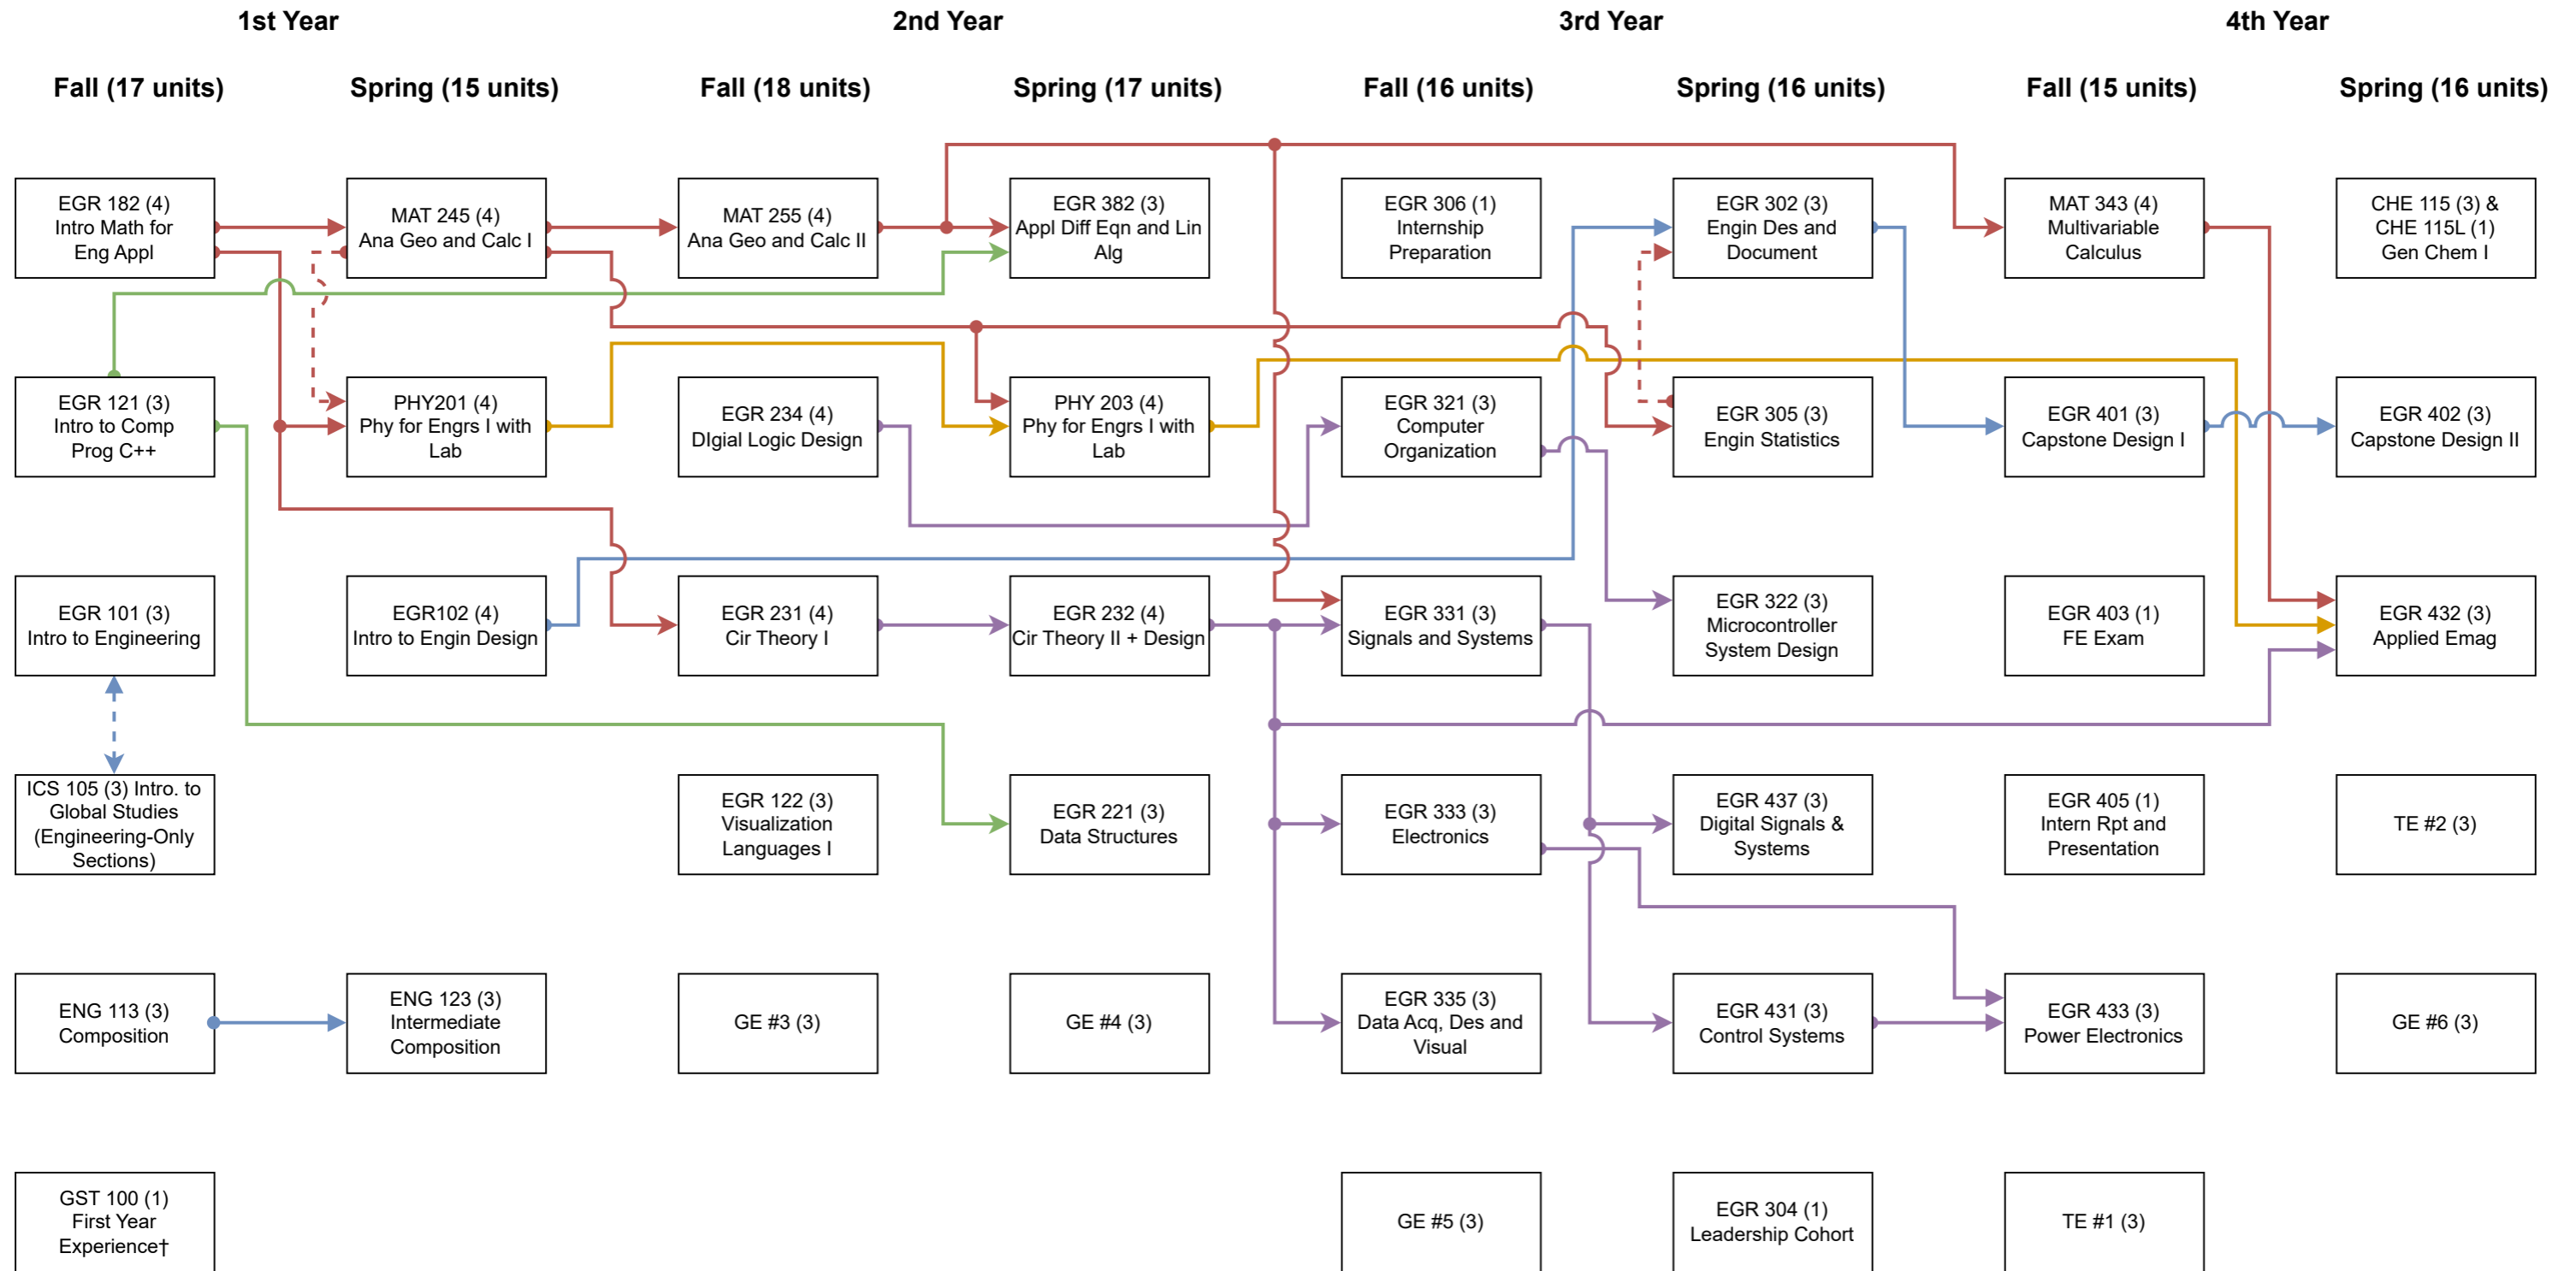 1st Year
2nd Year
3rd Year
4th Year
Fall (17 units)
Spring (15 units)
Fall (18 units)
Spring (17 units)
Fall (16 units)
Spring (16 units)
Fall (15 units)
Spring (16 units)
EGR 182 (4)
Intro Math for
Eng Appl
MAT 245 (4)
Ana Geo and Calc I
MAT 255 (4)
Ana Geo and Calc II
EGR 382 (3)
Appl Diff Eqn and Lin
Alg
EGR 306 (1)
Internship
Preparation
EGR 302 (3)
Engin Des and
Document
MAT 343 (4)
Multivariable
Calculus
CHE 115 (3) &
CHE 115L (1)
Gen Chem I
EGR 121 (3)
Intro to Comp
Prog C++
PHY201 (4)
Phy for Engrs I with
Lab
EGR 234 (4)
DIgial Logic Design
PHY 203 (4)
Phy for Engrs I with
Lab
EGR 321 (3)
Computer
Organization
EGR 305 (3)
Engin Statistics
EGR 401 (3)
Capstone Design I
EGR 402 (3)
Capstone Design II
EGR 101 (3)
Intro to Engineering
EGR102 (4)
Intro to Engin Design
EGR 231 (4)
Cir Theory I
EGR 232 (4)
Cir Theory II + Design
EGR 331 (3)
Signals and Systems
EGR 322 (3)
Microcontroller
System Design
EGR 403 (1)
FE Exam
EGR 432 (3)
Applied Emag
ICS 105 (3) Intro. to
Global Studies
(Engineering-Only
Sections)
EGR 122 (3)
Visualization
Languages I
EGR 221 (3)
Data Structures
EGR 333 (3)
Electronics
EGR 437 (3)
Digital Signals &
Systems
EGR 405 (1)
Intern Rpt and
Presentation
TE #2 (3)
ENG 113 (3)
Composition
ENG 123 (3)
Intermediate
Composition
GE #3 (3)
GE #4 (3)
EGR 335 (3)
Data Acq, Des and
Visual
EGR 431 (3)
Control Systems
EGR 433 (3)
Power Electronics
GE #6 (3)
GST 100 (1)
First Year
Experience†
GE #5 (3)
EGR 304 (1)
Leadership Cohort
TE #1 (3)